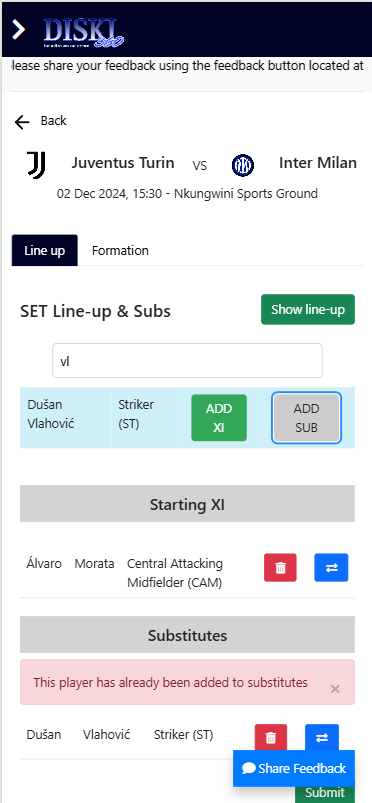 DISKI
360
lease share your feedback using the feedback button located at
Back
Juventus Turin vs Inter Milan
02 Dec 2024, 15:30 - Nkungwini Sports Ground
Line up Formation
SET Line-up & Subs Show line-up
vl
Dušan Striker ADD ADD
Vlahović (ST) XI SUB
Starting XI
Álvaro Morata Central Attacking
Midfielder (CAM)
Substitutes
This player has already been added to substitutes ×
Dušan Vlahović Striker (ST)
Share Feedback
Submit